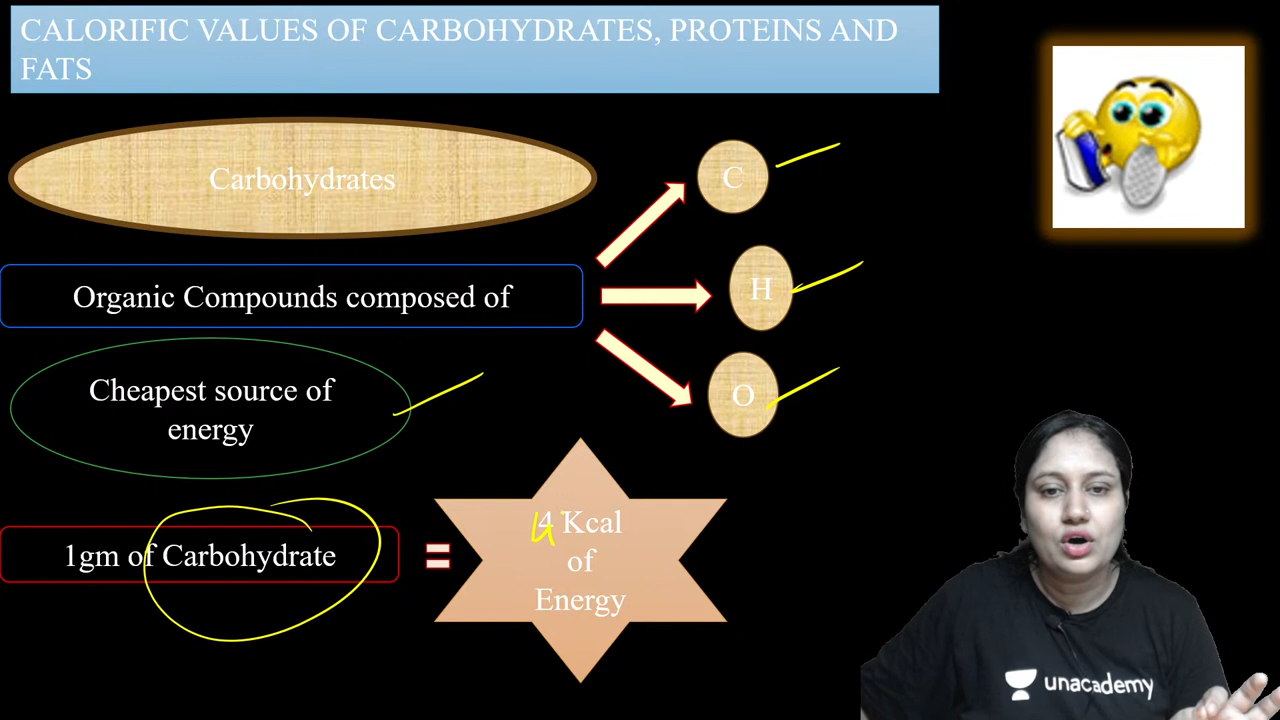 CALORIFIC VALUES OF CARBOHYDRATES, PROTEINS AND
FATS
Carbohydrates
C
Organic Compounds composed of
H
Cheapest source of
energy
O
1gm of Carbohydrate
=
4 Kcal
of
Energy
4
unacademy